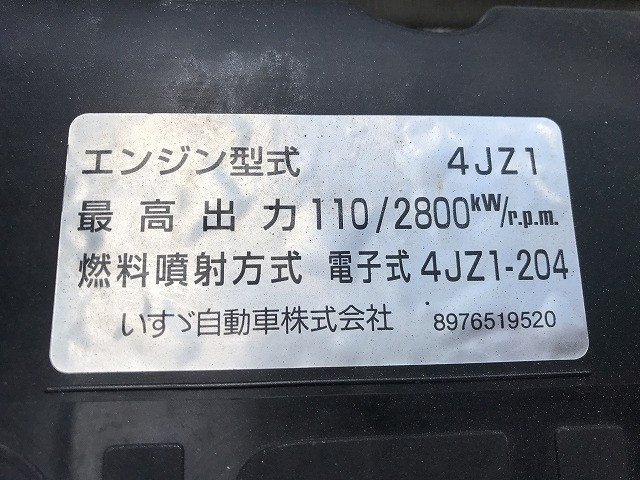 エンジン型式 4JZ1
最高出力 110/2800kW/r.p.m.
燃料噴射方式 電子式 4JZ1-204
いすゞ自動車株式会社 8976519520